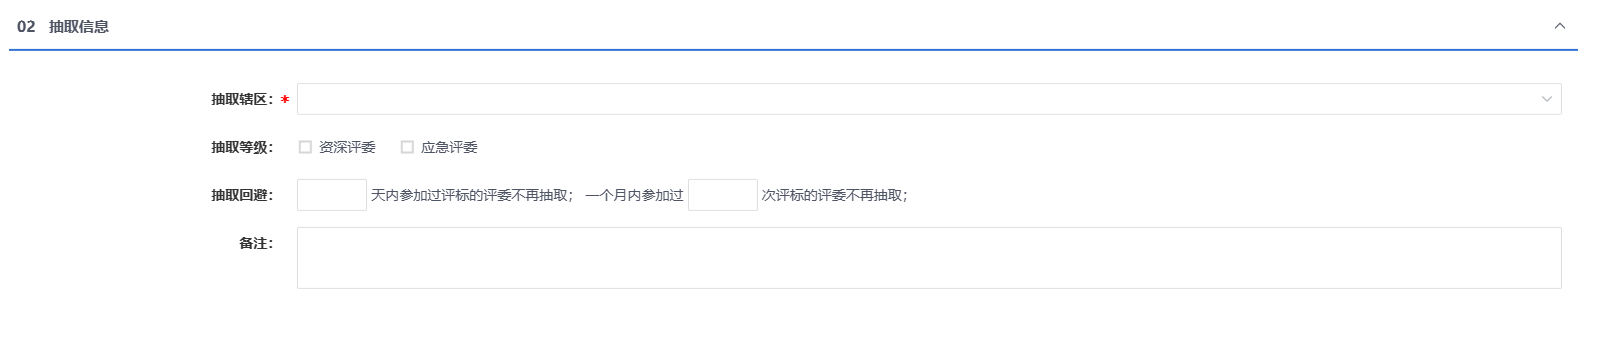 02 抽取信息
抽取辖区：*
抽取等级： 资深评委 应急评委
抽取回避： 天内参加过评标的评委不再抽取； 一个月内参加过 次评标的评委不再抽取；
备注：